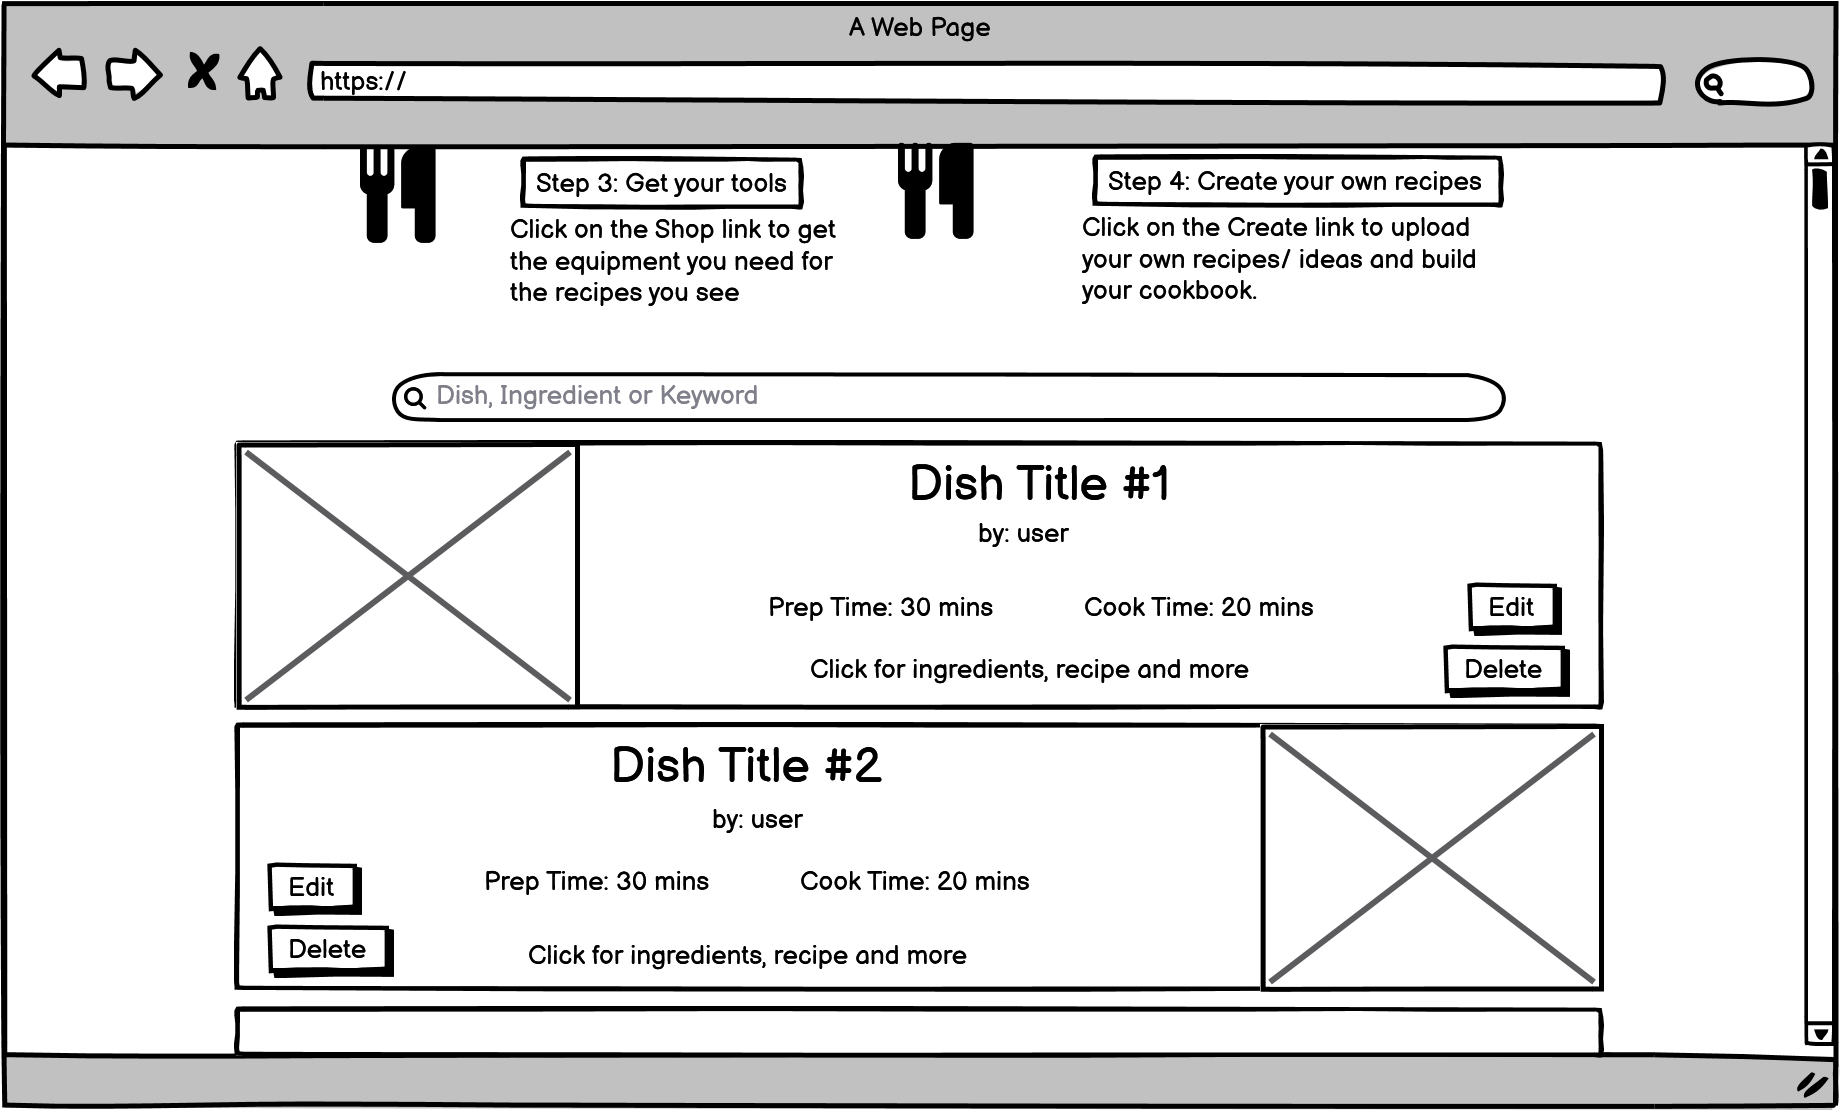 A Web Page
https://
Step 3: Get your tools
Click on the Shop link to get
the equipment you need for
the recipes you see
Step 4: Create your own recipes
Click on the Create link to upload
your own recipes/ ideas and build
your cookbook.
Dish, Ingredient or Keyword
Dish Title #1
by: user
Prep Time: 30 mins
Cook Time: 20 mins
Edit
Click for ingredients, recipe and more
Delete
Dish Title #2
by: user
Edit
Prep Time: 30 mins
Cook Time: 20 mins
Delete
Click for ingredients, recipe and more